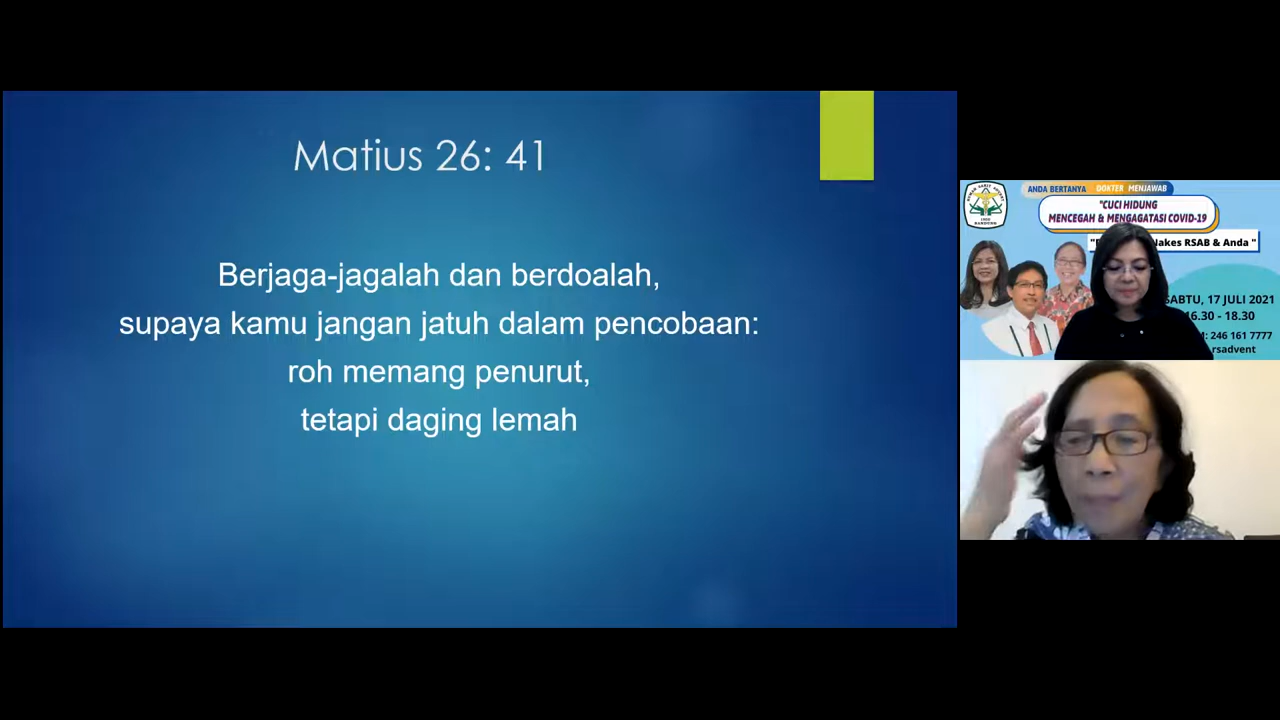 Matius 26: 41
Berjaga-jagalah dan berdoalah,
supaya kamu jangan jatuh dalam pencobaan:
roh memang penurut,
tetapi daging lemah
ANDA BERTANYA DOKTER MENJAWAB
"CUCI HIDUNG
MENCEGAH & MENGAGATASI COVID-19
Nakes RSAB & Anda "
SABTU, 17 JULI 2021
16.30 - 18.30
: 246 161 7777
rsadvent